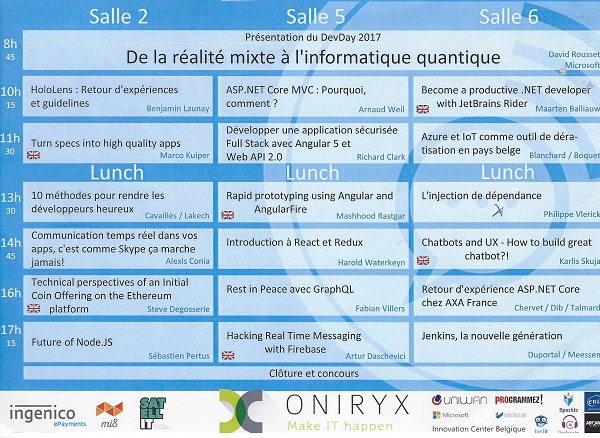 Salle 2
Salle 5
Salle 6
8h
45
Présentation du DevDay 2017
De la réalité mixte à l'informatique quantique
David Rousset
Microsoft
10h
15
HoloLens : Retour d'expériences
et guidelines
Benjamin Launay
ASP.NET Core MVC : Pourquoi,
comment ?
Arnaud Weil
Become a productive .NET developer
with JetBrains Rider
Maarten Balliauw
11h
30
Turn specs into high quality apps
Marco Kuiper
Développer une application sécurisée
Full Stack avec Angular 5 et
Web API 2.0
Richard Clark
Azure et IoT comme outil de déra-
tisation en pays belge
Blanchard / Boquet
Lunch
Lunch
Lunch
13h
30
10 méthodes pour rendre les
développeurs heureux
Cavaillès / Lakech
Rapid prototyping using Angular and
AngularFire
Mashhood Rastgar
L'injection de dépendance
Philippe Vlerick
14h
45
Communication temps réel dans vos
apps, c'est comme Skype ça marche
jamais!
Alexis Conia
Introduction à React et Redux
Harold Waterkeyn
Chatbots and UX - How to build great
chatbot?!
Karlis Skuja
16h
Technical perspectives of an Initial
Coin Offering on the Ethereum
platform
Steve Degosserie
Rest in Peace avec GraphQL
Fabian Villers
Retour d'expérience ASP.NET Core
chez AXA France
Chervet / Dib / Talmard
17h
15
Future of Node.JS
Sébastien Pertus
Hacking Real Time Messaging
with Firebase
Artur Daschevici
Jenkins, la nouvelle génération
Duportal / Meessen
Clôture et concours
ingenico
ePayments
mi8
SAT
ELL
IT
ONIRYX
Make IT happen
UNIWAN
PROGRAMMEZ!
Sparkle
Microsoft
Innovation Center Belgique
binlit